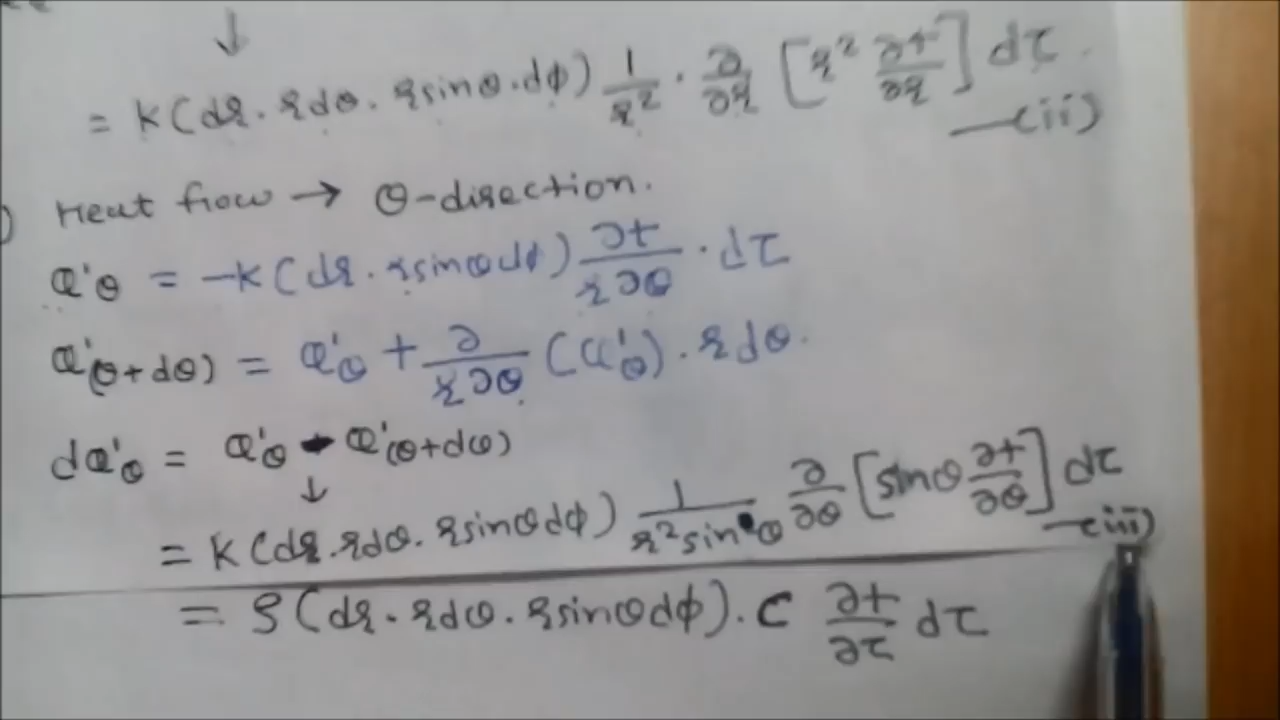 ↓
= K(dr. rdθ. rsinθ.dφ) 1/r² · ∂/∂r [r² ∂t/∂r] dτ
—(ii)
) Heat flow → θ-direction.
Q'θ = -K(dr. rsinθdφ) ∂t/r∂θ · dτ
Q'(θ+dθ) = Q'θ + ∂/r∂θ (Q'θ). rdθ.
dQ'θ = Q'θ - Q'(θ+dθ)
↓
= K(dr. rdθ. rsinθdφ) 1/r²sinθ ∂/∂θ [sinθ ∂t/∂θ] dτ
—(iii)
= ρ(dr. rdθ. rsinθdφ). C ∂t/∂τ dτ